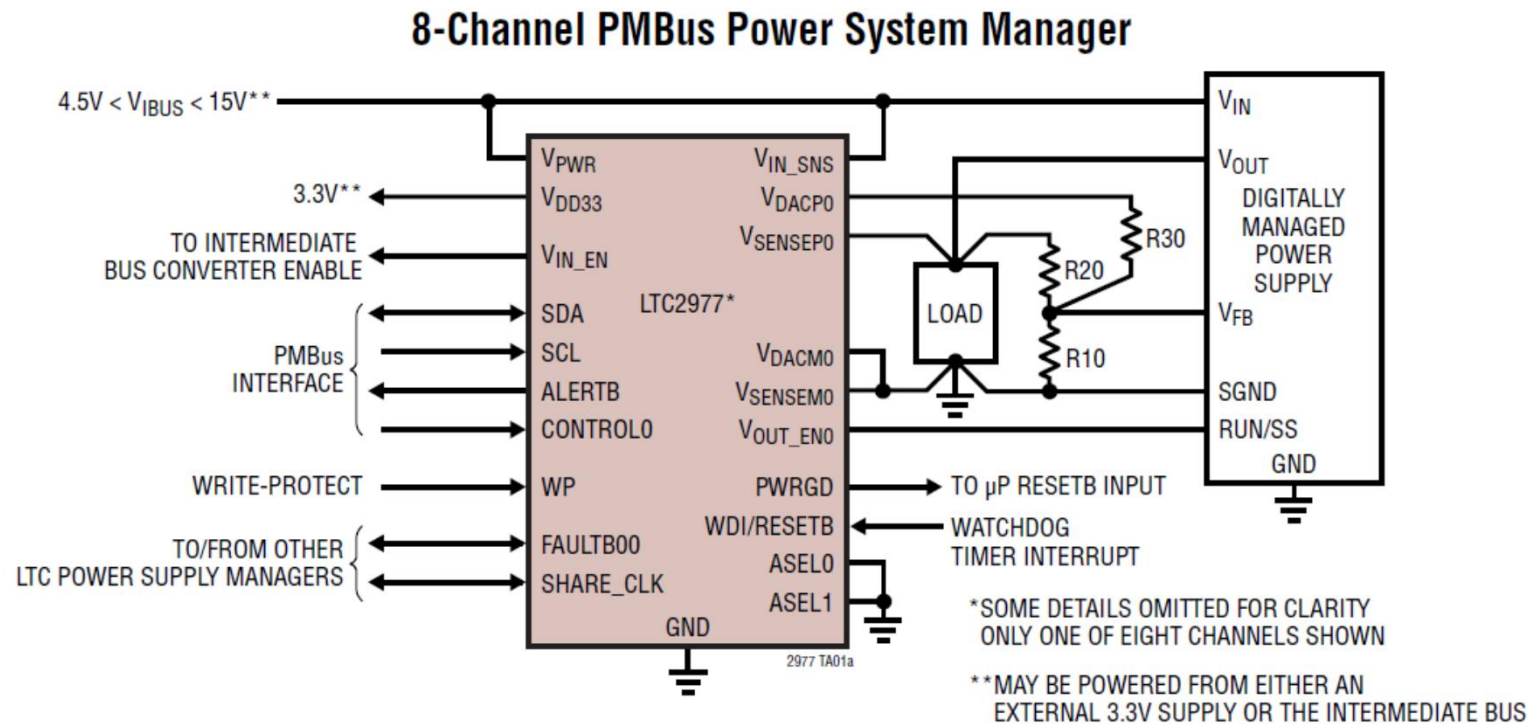 8-Channel PMBus Power System Manager
4.5V < VIBUS < 15V**
3.3V**
TO INTERMEDIATE
BUS CONVERTER ENABLE
PMBus
INTERFACE
WRITE-PROTECT
TO/FROM OTHER
LTC POWER SUPPLY MANAGERS
VPWR
VDD33
VIN_EN
SDA
SCL
ALERTB
CONTROL0
WP
FAULTB00
SHARE_CLK
GND
LTC2977*
VIN_SNS
VDACP0
VSENSEP0
VDACM0
VSENSEM0
VOUT_EN0
PWRGD
WDI/RESETB
ASEL0
ASEL1
2977 TA01a
LOAD
R30
R20
R10
VIN
VOUT
DIGITALLY
MANAGED
POWER
SUPPLY
VFB
SGND
RUN/SS
GND
TO µP RESETB INPUT
WATCHDOG
TIMER INTERRUPT
*SOME DETAILS OMITTED FOR CLARITY
ONLY ONE OF EIGHT CHANNELS SHOWN
**MAY BE POWERED FROM EITHER AN
EXTERNAL 3.3V SUPPLY OR THE INTERMEDIATE BUS